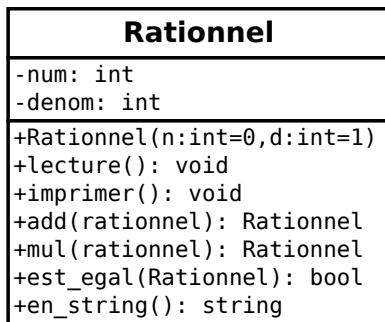 Rationnel
-num: int
-denom: int
+Rationnel(n:int=0,d:int=1)
+lecture(): void
+imprimer(): void
+add(rationnel): Rationnel
+mul(rationnel): Rationnel
+est_egal(Rationnel): bool
+en_string(): string